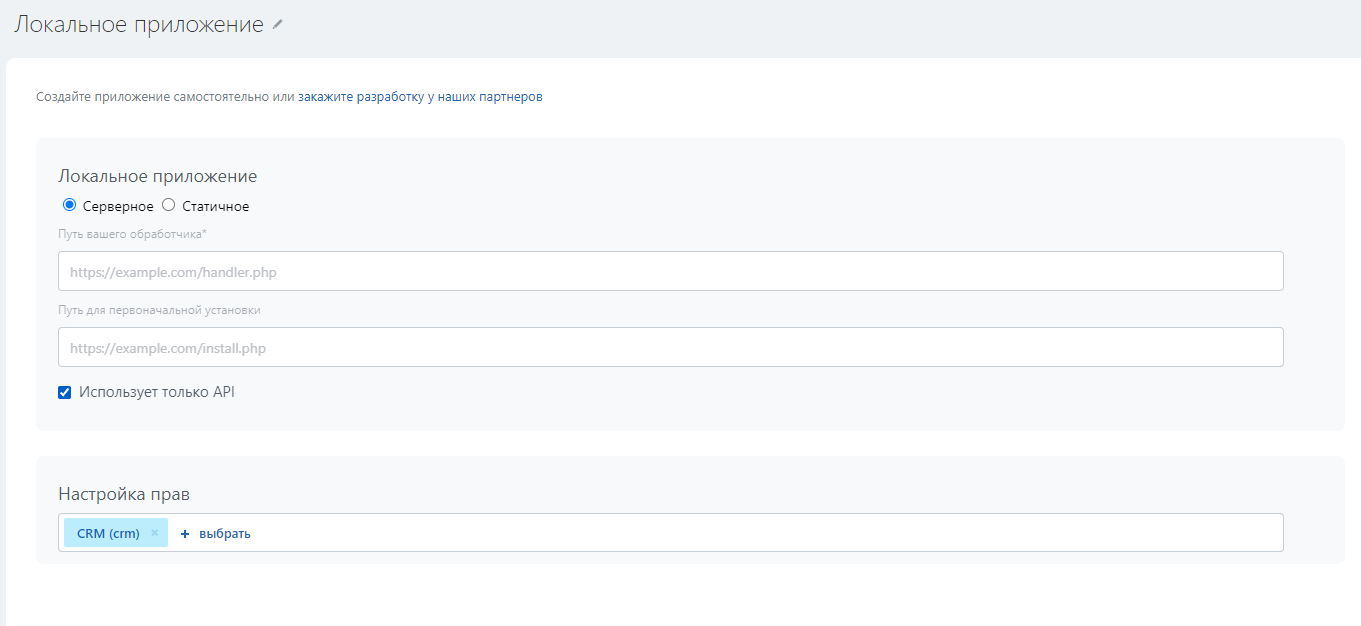 Локальное приложение
Создайте приложение самостоятельно или закажите разработку у наших партнеров
Локальное приложение
Серверное Статичное
Путь вашего обработчика*
https://example.com/handler.php
Путь для первоначальной установки
https://example.com/install.php
Использует только API
Настройка прав
CRM (crm) × + выбрать